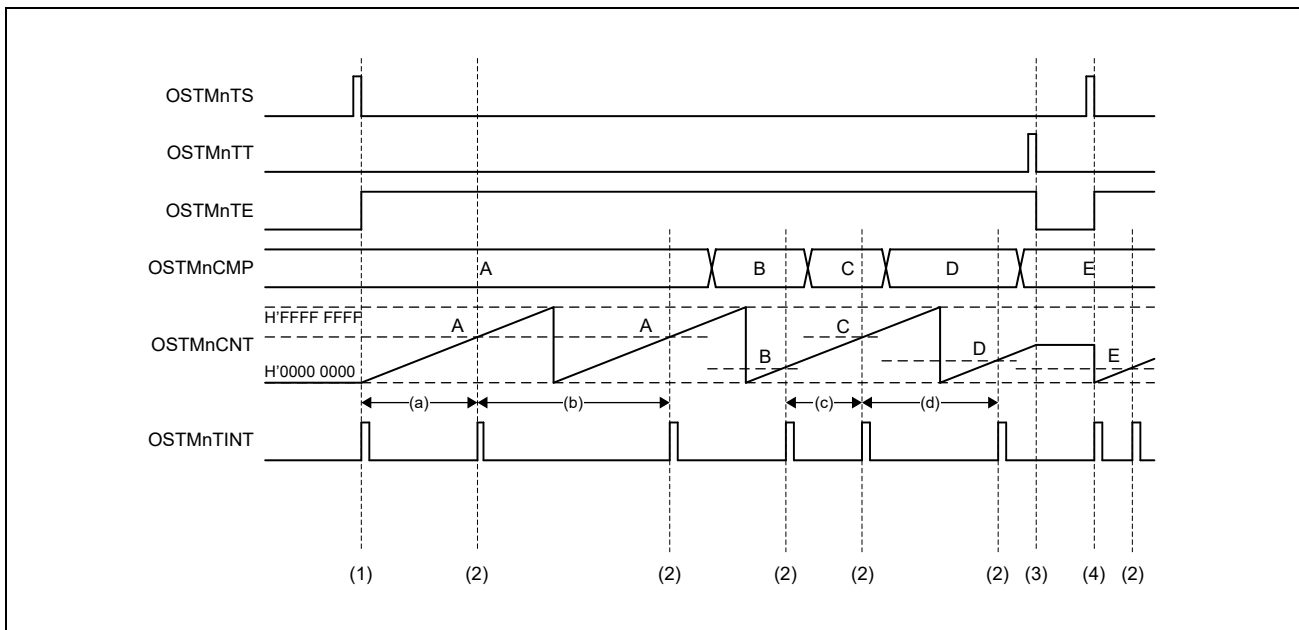 OSTMnTS
OSTMnTT
OSTMnTE
OSTMnCMP A B C D E
H'FFFF FFFF
A A C
OSTMnCNT
B D E
H'0000 0000
(a) (b) (c) (d)
OSTMnTINT
(1) (2) (2) (2) (2) (2) (3) (4) (2)